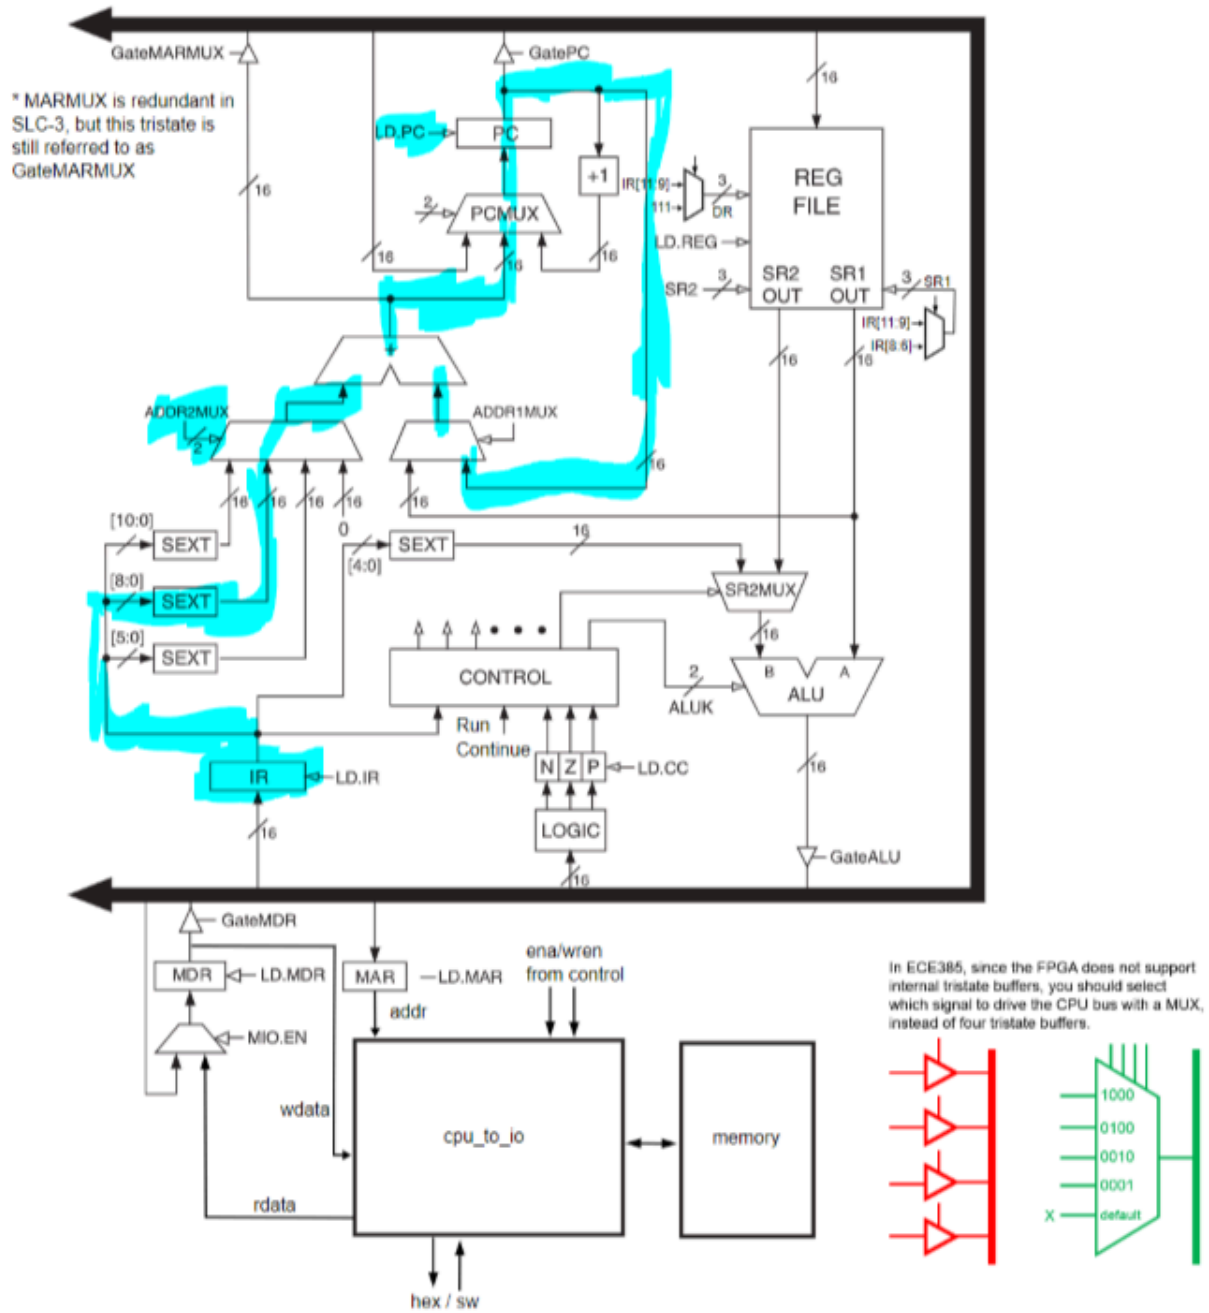 GateMARMUX
GatePC
* MARMUX is redundant in
SLC-3, but this tristate is
still referred to as
GateMARMUX
16
16
LD.PC
PC
+1
2
PCMUX
16
16
16
IR[11:9]
111
3
DR
REG
FILE
LD.REG
SR2
3
SR2
OUT
SR1
OUT
3
SR1
IR[11:9]
IR[8:6]
16
16
+
ADDR2MUX
2
ADDR1MUX
16
16
16
16
16
16
0
[10:0]
SEXT
[8:0]
SEXT
[5:0]
SEXT
[4:0]
SEXT
16
SR2MUX
16
B
A
ALU
2
ALUK
CONTROL
Run
Continue
N Z P
LD.CC
LOGIC
16
IR
LD.IR
16
16
GateALU
GateMDR
MDR
LD.MDR
MIO.EN
MAR
LD.MAR
addr
ena/wren
from control
wdata
rdata
cpu_to_io
memory
hex / sw
In ECE385, since the FPGA does not support
internal tristate buffers, you should select
which signal to drive the CPU bus with a MUX,
instead of four tristate buffers.
1000
0100
0010
0001
X
default